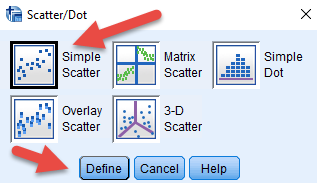 Scatter/Dot
Simple Scatter
Matrix Scatter
Simple Dot
Overlay Scatter
3-D Scatter
Define Cancel Help